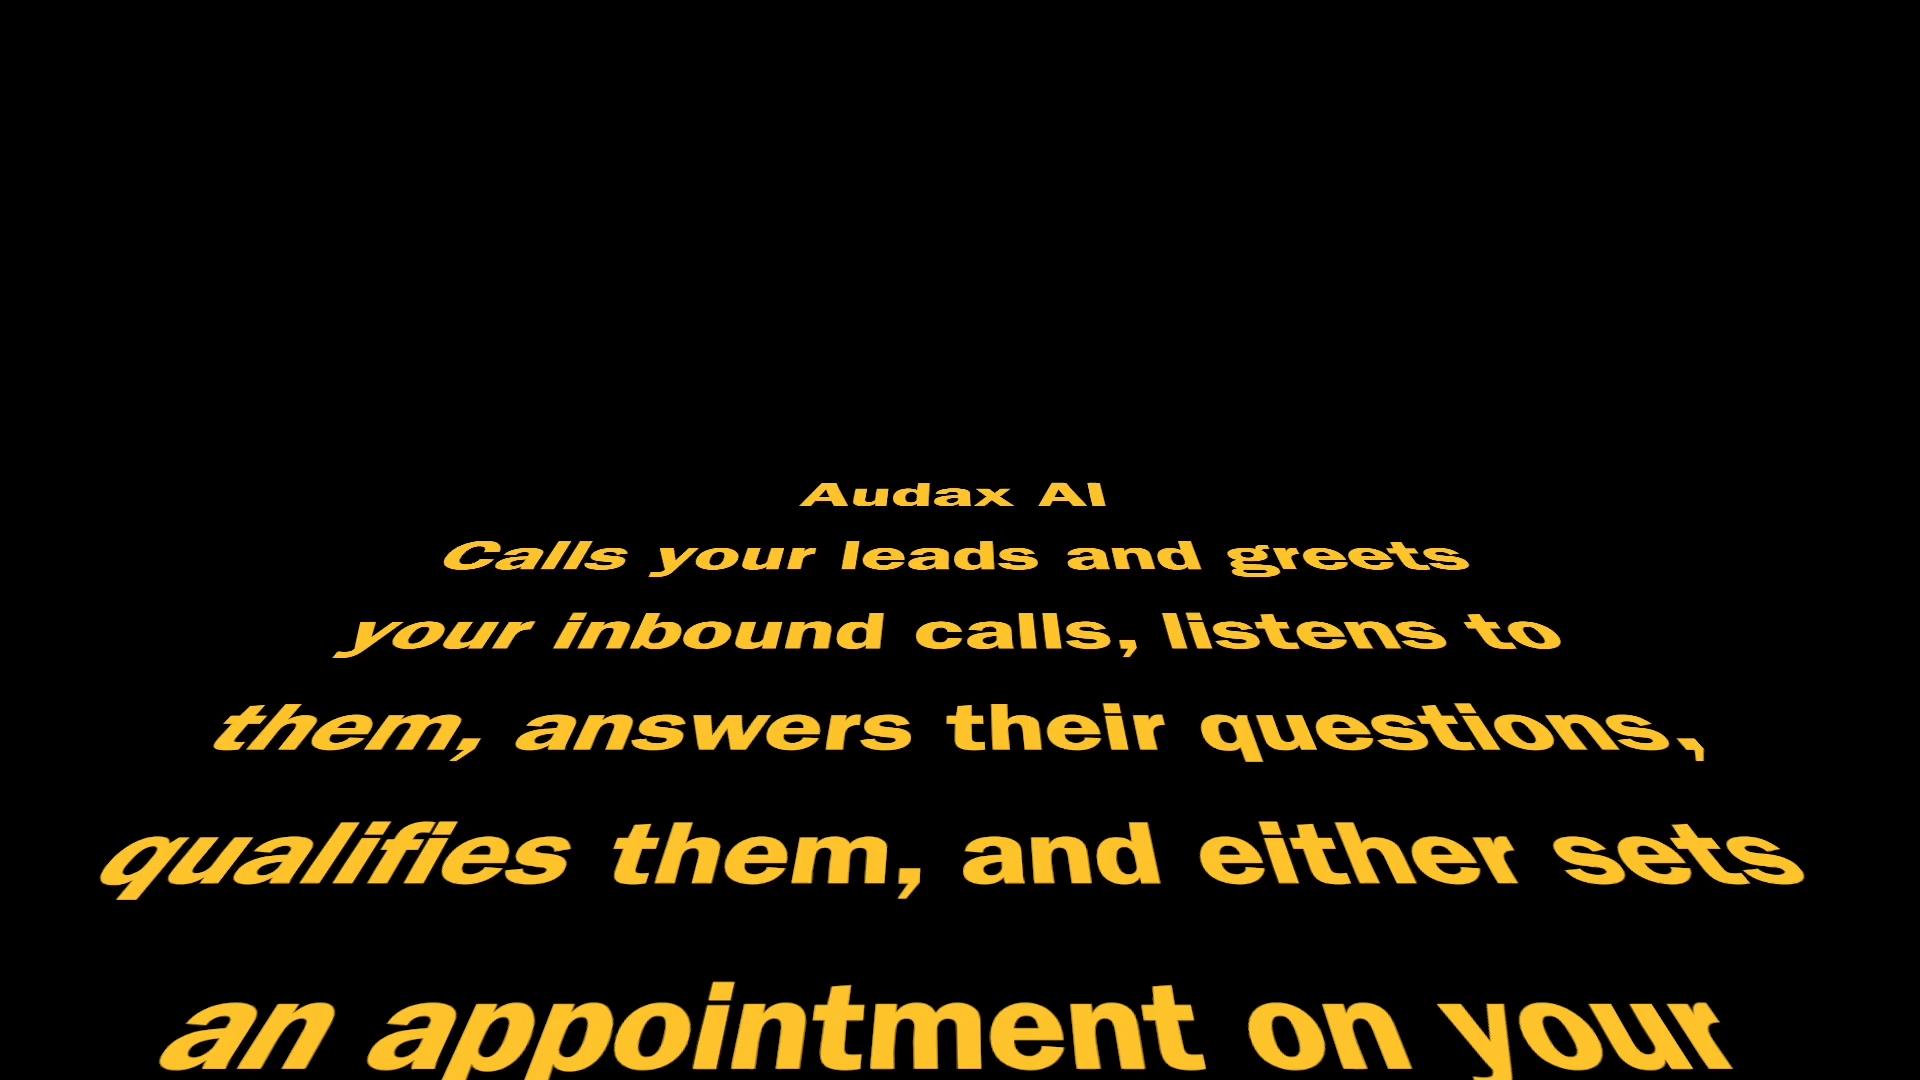 Audax AI
Calls your leads and greets
your inbound calls, listens to
them, answers their questions,
qualifies them, and either sets
an appointment on your